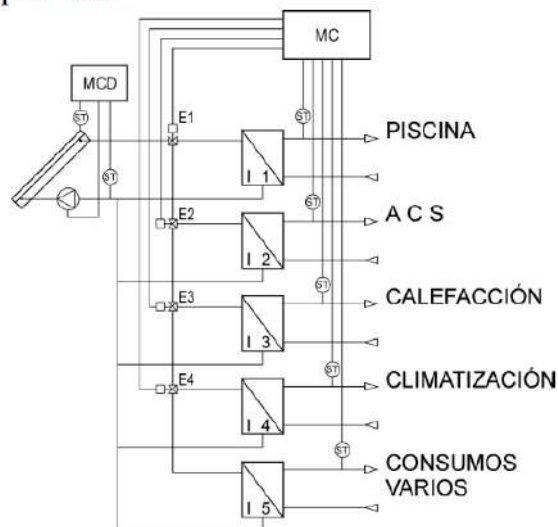 MC
MCD
ST
ST
ST
E1
PISCINA
I 1
ST
E2
A C S
I 2
ST
E3
CALEFACCIÓN
I 3
ST
E4
CLIMATIZACIÓN
I 4
ST
CONSUMOS
VARIOS
I 5